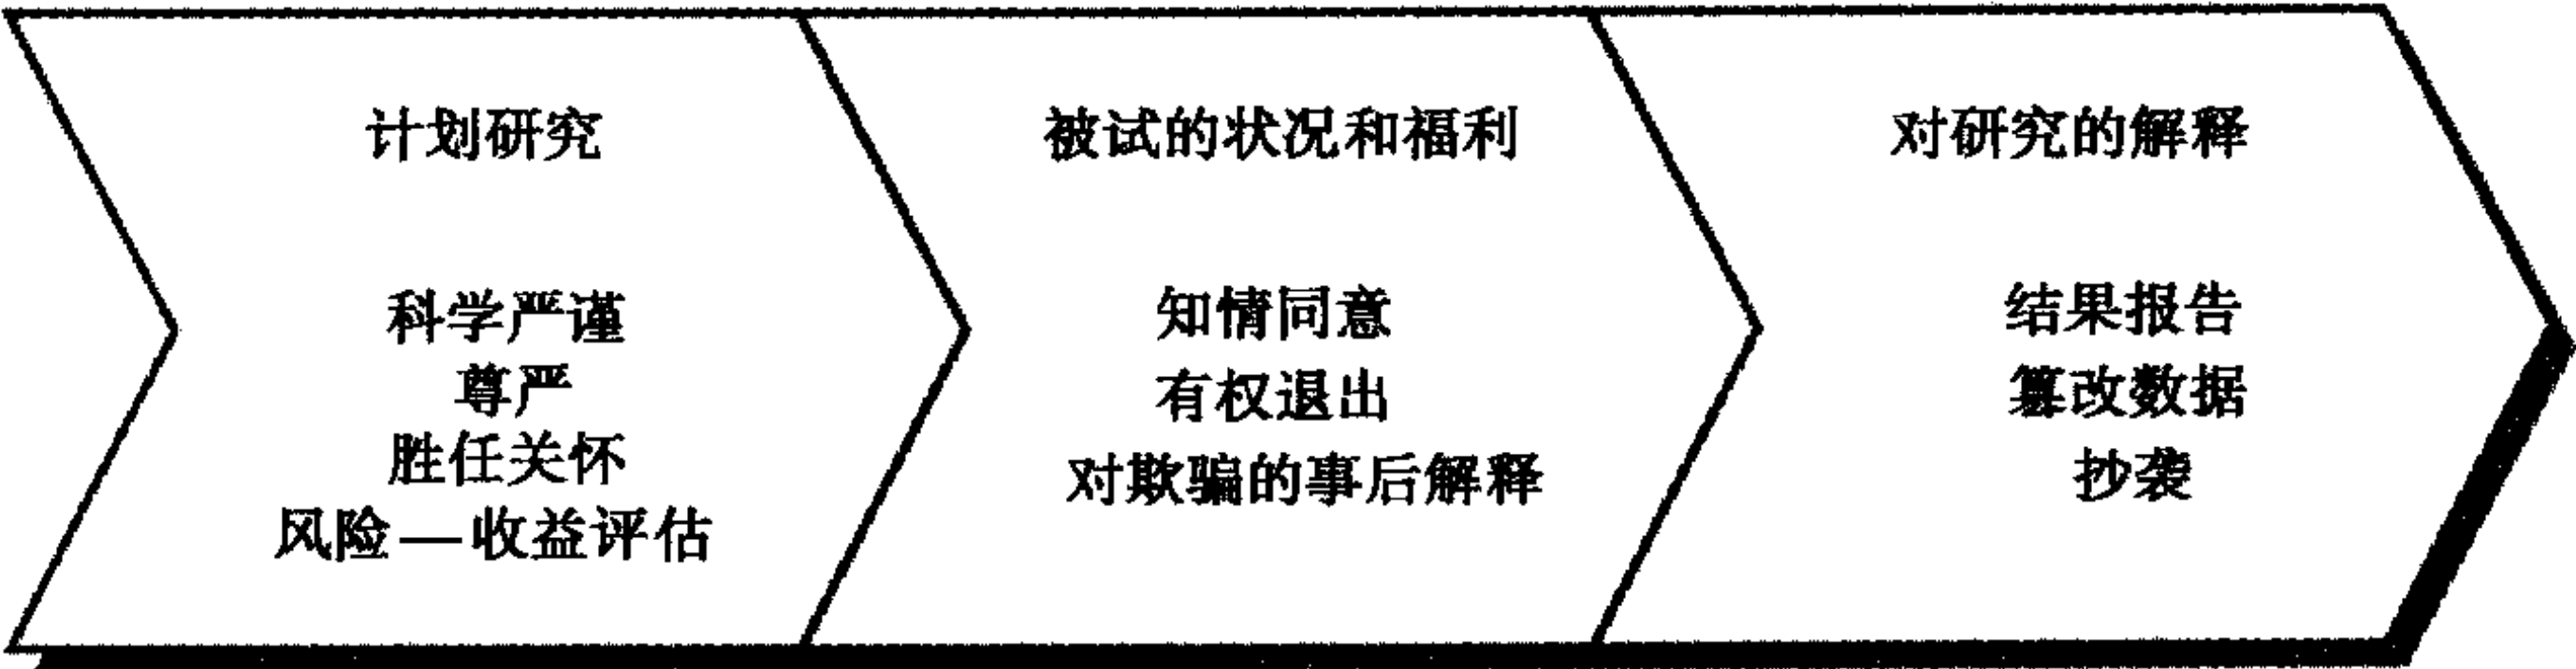 计划研究
科学严谨
尊严
胜任关怀
风险—收益评估
被试的状况和福利
知情同意
有权退出
对欺骗的事后解释
对研究的解释
结果报告
篡改数据
抄袭